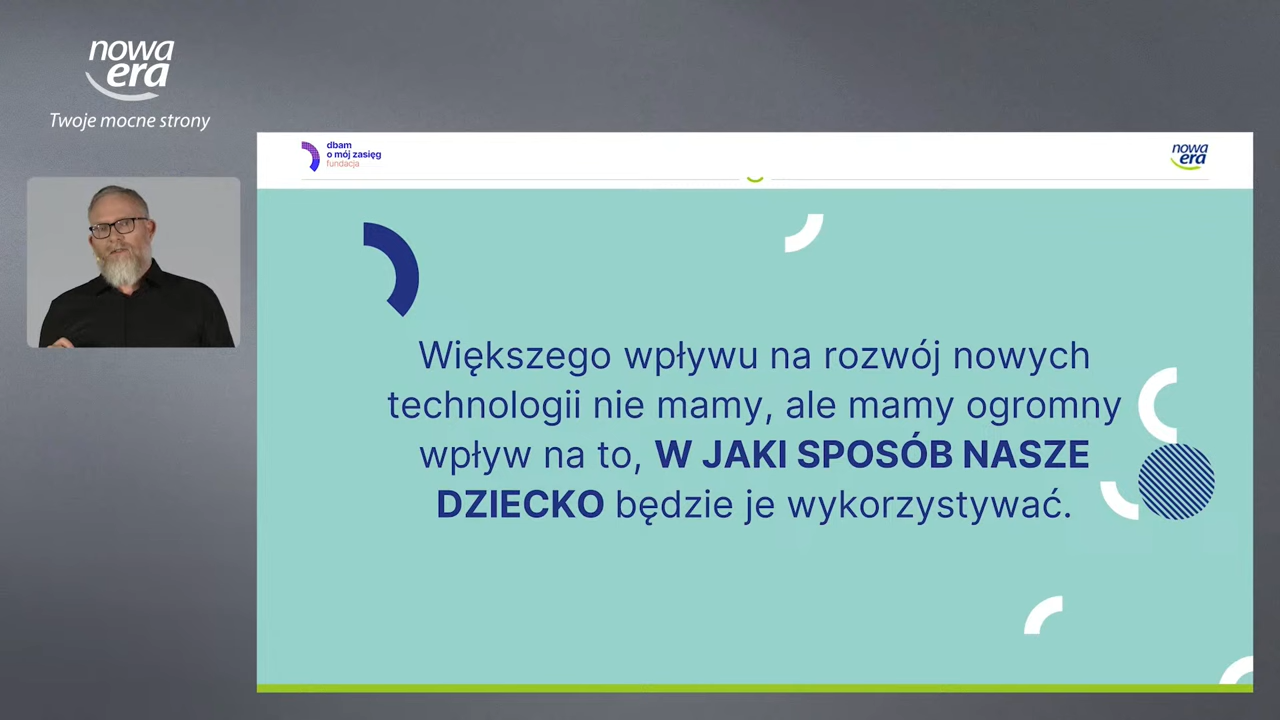 nowa
era
Twoje mocne strony
dbam
o mój zasięg
fundacja
nowa
era
Większego wpływu na rozwój nowych
technologii nie mamy, ale mamy ogromny
wpływ na to, W JAKI SPOSÓB NASZE
DZIECKO będzie je wykorzystywać.